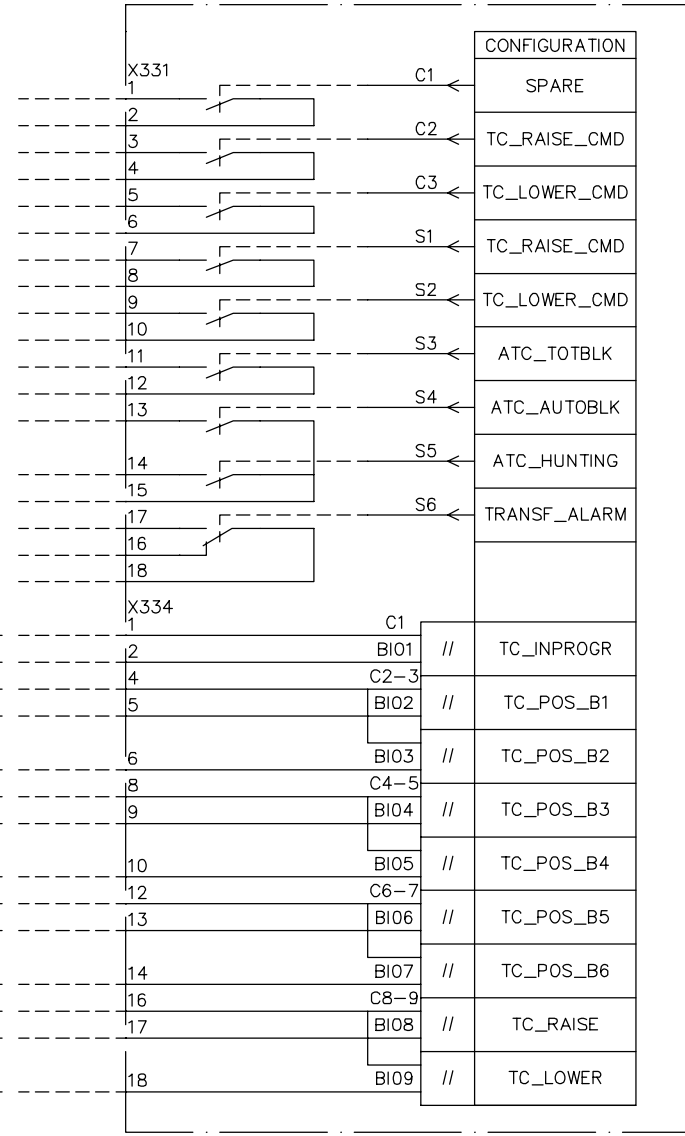 CONFIGURATION
X331
1 C1 SPARE
2
3 C2 TC_RAISE_CMD
4
5 C3 TC_LOWER_CMD
6
7 S1 TC_RAISE_CMD
8
9 S2 TC_LOWER_CMD
10
11 S3 ATC_TOTBLK
12
13 S4 ATC_AUTOBLK
14 S5 ATC_HUNTING
15
17 S6 TRANSF_ALARM
16
18
X334
1 C1
2 BI01 // TC_INPROGR
4 C2-3
5 BI02 // TC_POS_B1
6 BI03 // TC_POS_B2
8 C4-5
9 BI04 // TC_POS_B3
10 BI05 // TC_POS_B4
12 C6-7
13 BI06 // TC_POS_B5
14 BI07 // TC_POS_B6
16 C8-9
17 BI08 // TC_RAISE
18 BI09 // TC_LOWER